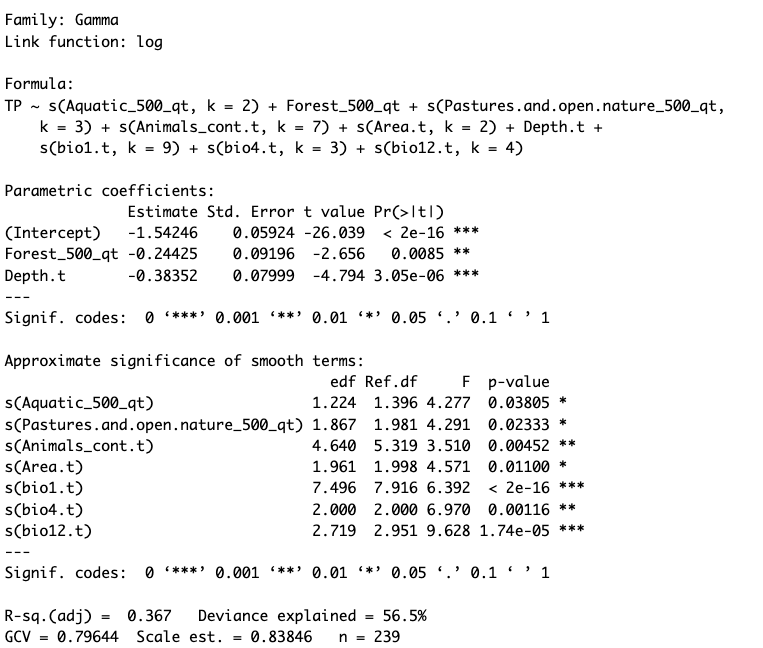 Family: Gamma
Link function: log

Formula:
TP ~ s(Aquatic_500_qt, k = 2) + Forest_500_qt + s(Pastures.and.open.nature_500_qt,
    k = 3) + s(Animals_cont.t, k = 7) + s(Area.t, k = 2) + Depth.t +
    s(bio1.t, k = 9) + s(bio4.t, k = 3) + s(bio12.t, k = 4)

Parametric coefficients:
              Estimate Std. Error t value Pr(>|t|)
(Intercept)   -1.54246    0.05924 -26.039  < 2e-16 ***
Forest_500_qt -0.24425    0.09196  -2.656   0.0085 **
Depth.t       -0.38352    0.07999  -4.794 3.05e-06 ***
---
Signif. codes:  0 ‘***’ 0.001 ‘**’ 0.01 ‘*’ 0.05 ‘.’ 0.1 ‘ ’ 1

Approximate significance of smooth terms:
                                     edf Ref.df     F  p-value
s(Aquatic_500_qt)                  1.224  1.396 4.277  0.03805 *
s(Pastures.and.open.nature_500_qt) 1.867  1.981 4.291  0.02333 *
s(Animals_cont.t)                  4.640  5.319 3.510  0.00452 **
s(Area.t)                          1.961  1.998 4.571  0.01100 *
s(bio1.t)                          7.496  7.916 6.392  < 2e-16 ***
s(bio4.t)                          2.000  2.000 6.970  0.00116 **
s(bio12.t)                         2.719  2.951 9.628 1.74e-05 ***
---
Signif. codes:  0 ‘***’ 0.001 ‘**’ 0.01 ‘*’ 0.05 ‘.’ 0.1 ‘ ’ 1

R-sq.(adj) =  0.367   Deviance explained = 56.5%
GCV = 0.79644  Scale est. = 0.83846   n = 239